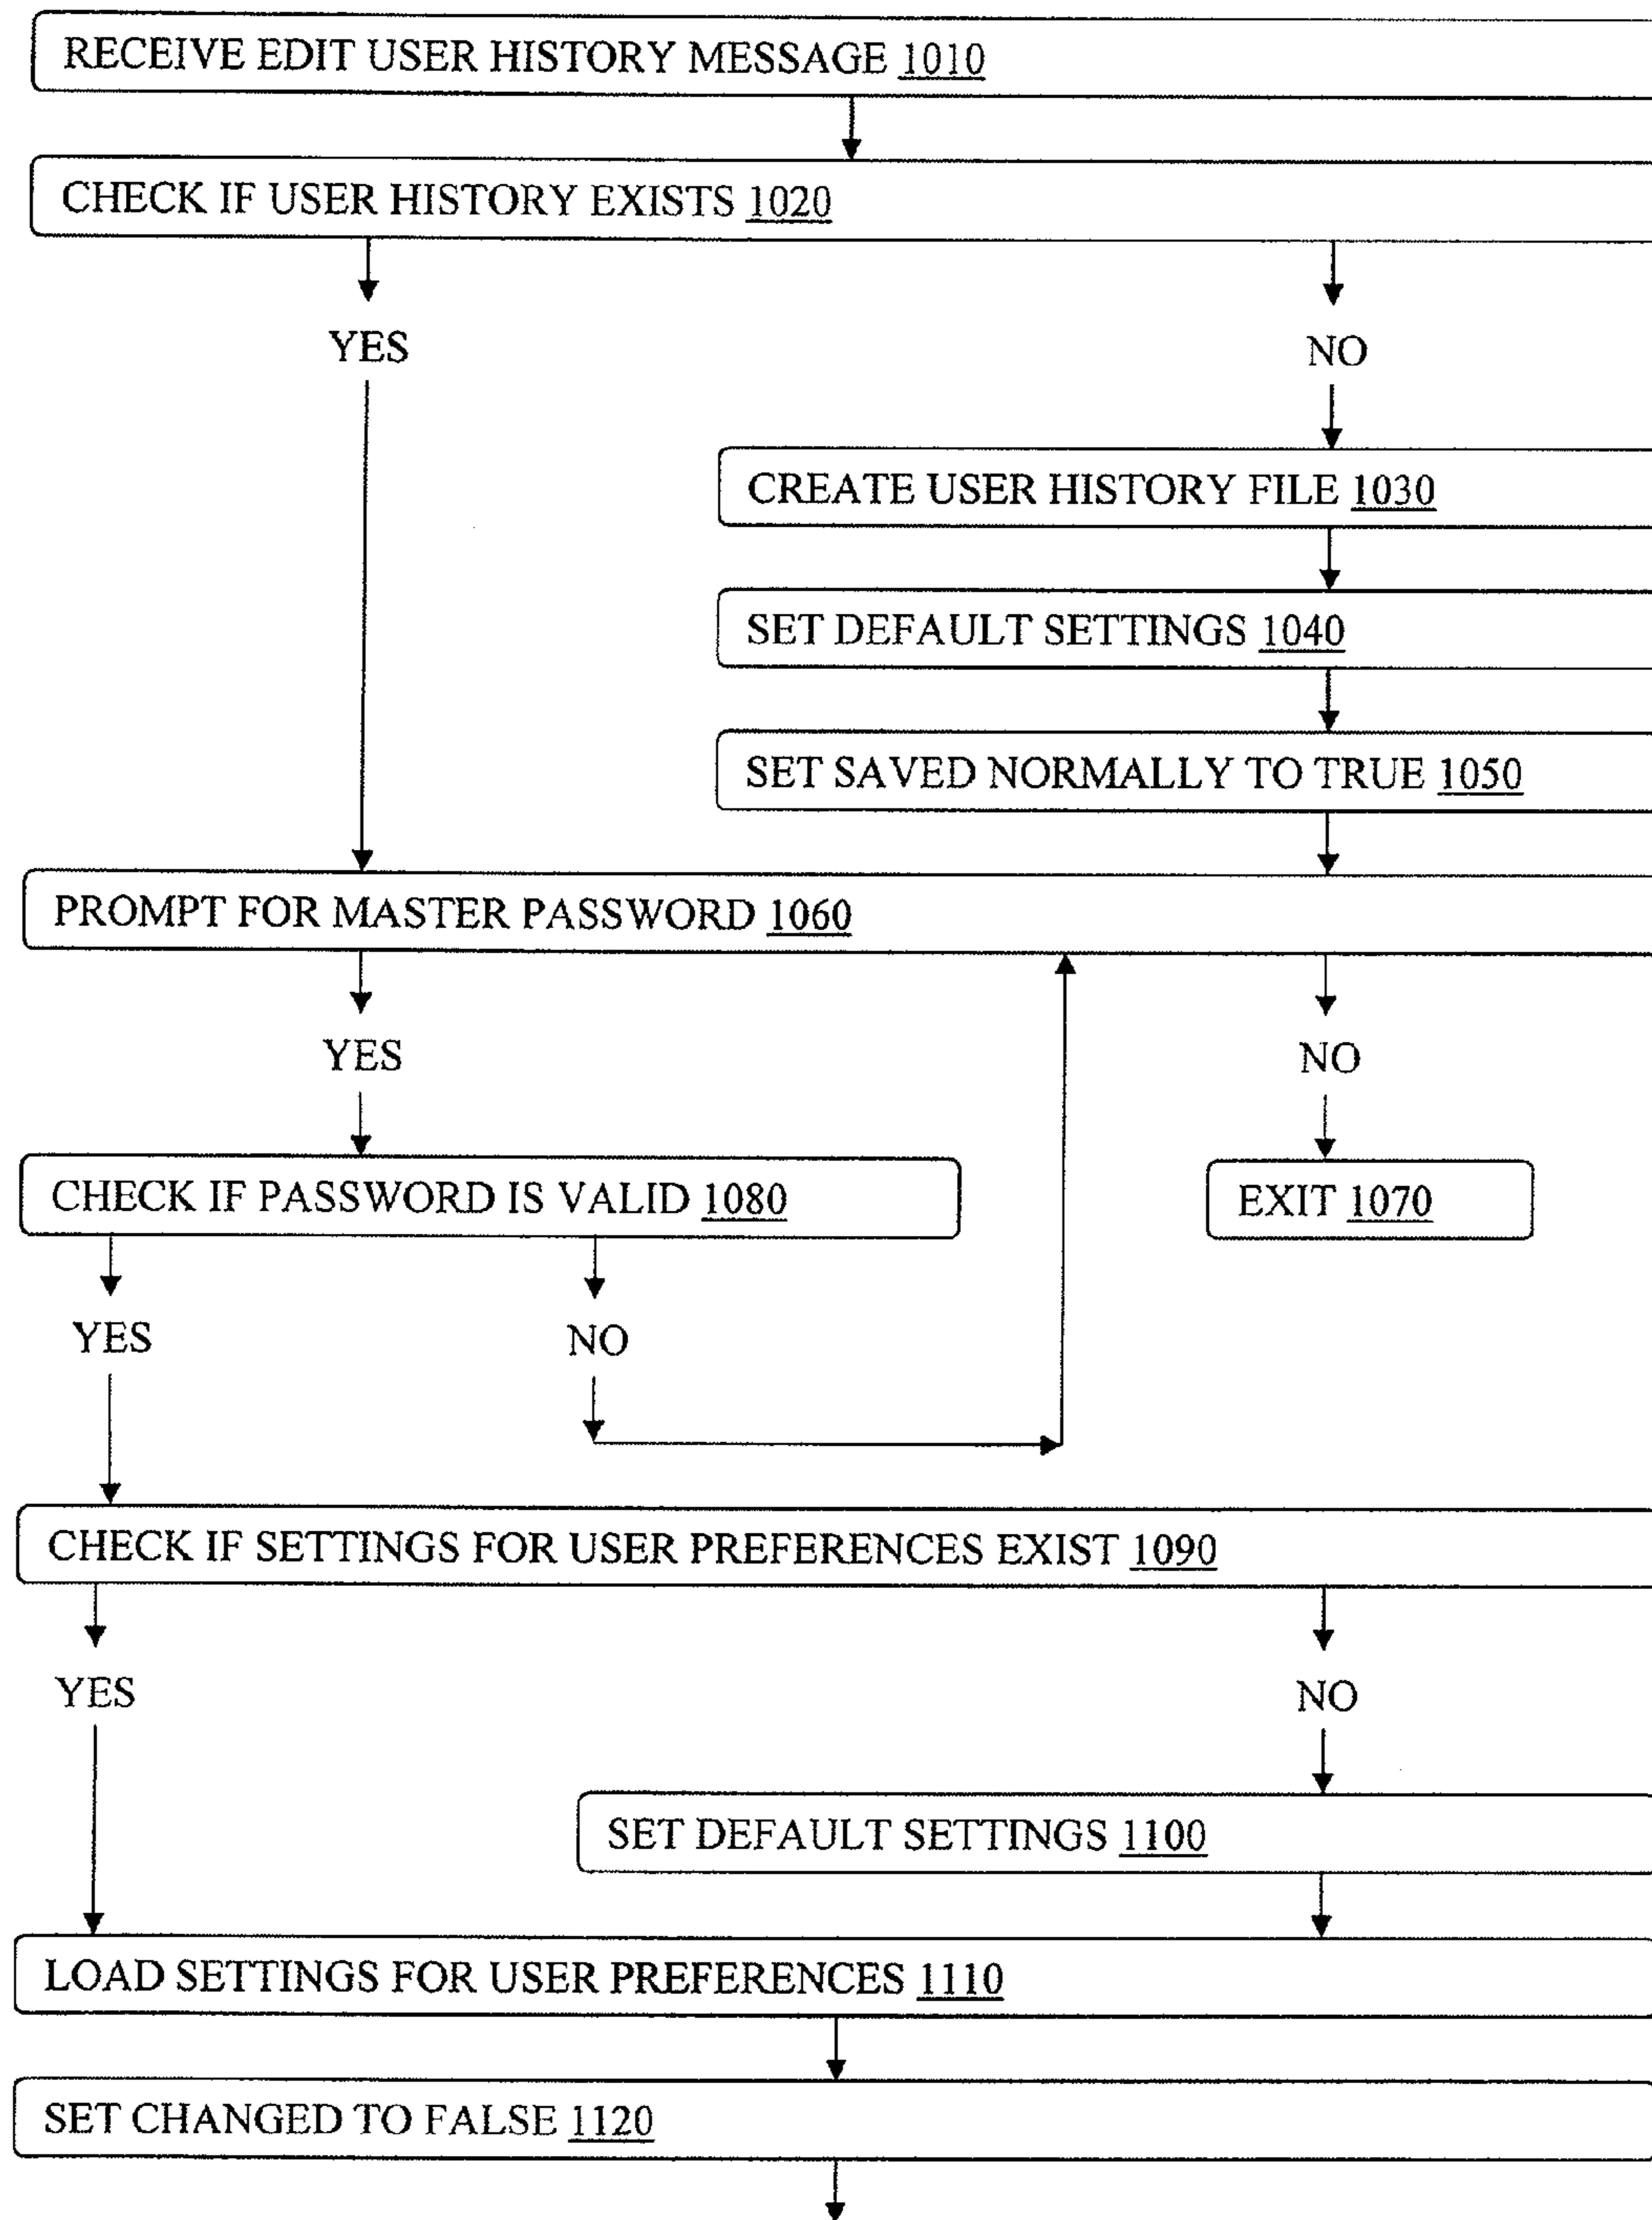 RECEIVE EDIT USER HISTORY MESSAGE 1010
CHECK IF USER HISTORY EXISTS 1020
YES
NO
CREATE USER HISTORY FILE 1030
SET DEFAULT SETTINGS 1040
SET SAVED NORMALLY TO TRUE 1050
PROMPT FOR MASTER PASSWORD 1060
YES
NO
CHECK IF PASSWORD IS VALID 1080
EXIT 1070
YES
NO
CHECK IF SETTINGS FOR USER PREFERENCES EXIST 1090
YES
NO
SET DEFAULT SETTINGS 1100
LOAD SETTINGS FOR USER PREFERENCES 1110
SET CHANGED TO FALSE 1120